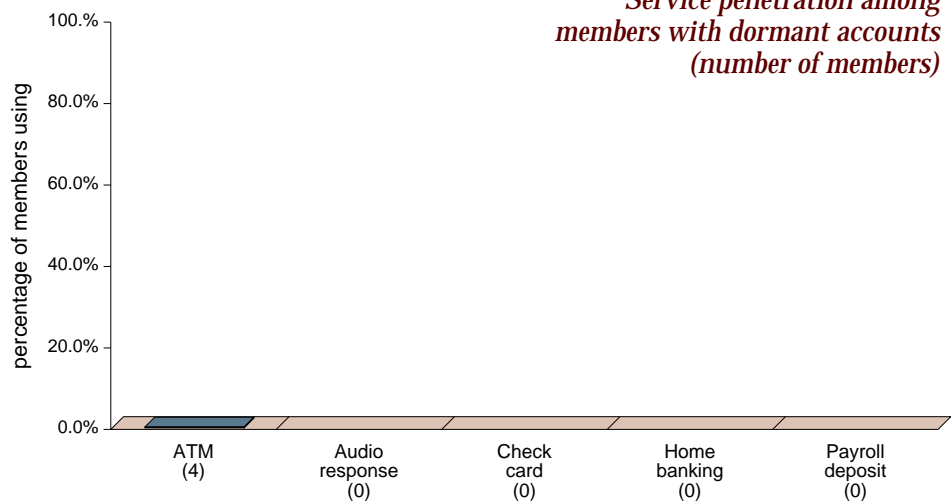 Service penetration among
members with dormant accounts
(number of members)
percentage of members using
100.%
80.0%
60.0%
40.0%
20.0%
0.0%
ATM
(4)
Audio
response
(0)
Check
card
(0)
Home
banking
(0)
Payroll
deposit
(0)